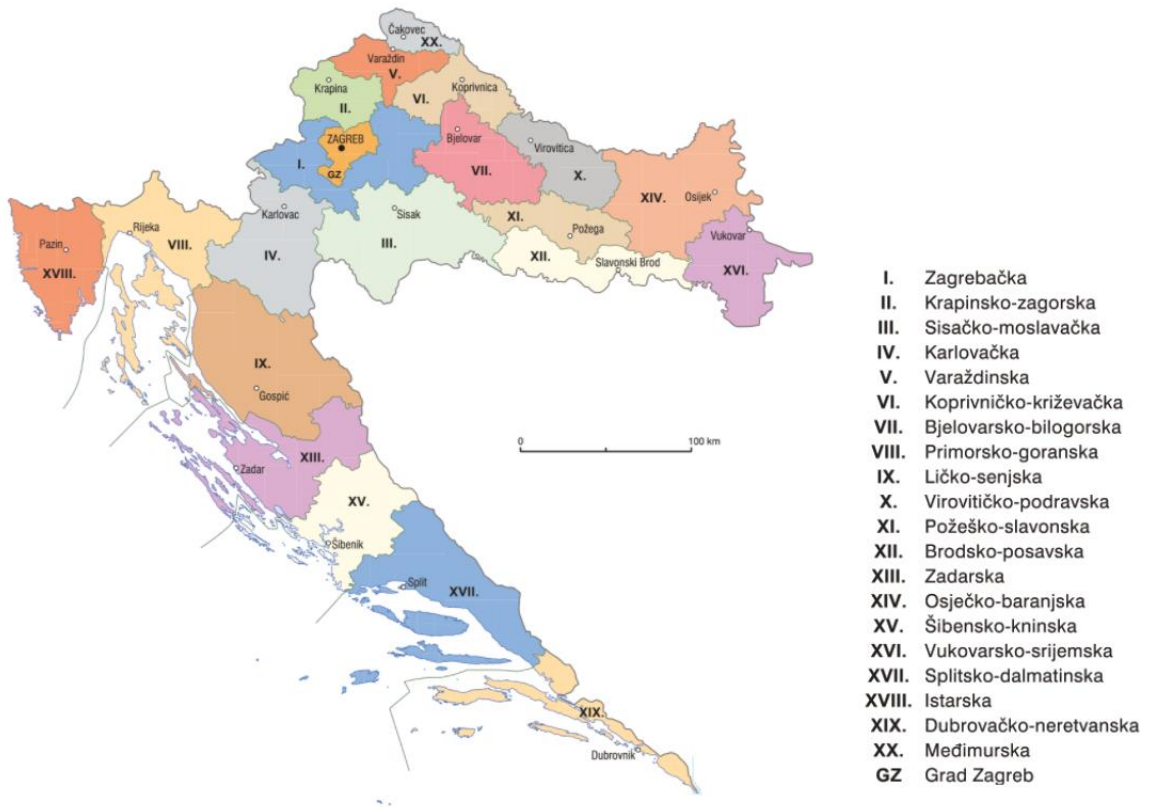 Čakovec
XX.
Varaždin
V.
Krapina
II.
Koprivnica
VI.
ZAGREB
I.
GZ
Bjelovar
VII.
Virovitica
X.
Osijek
XIV.
Karlovac
IV.
Sisak
III.
XI.
Požega
XII.
Slavonski Brod
Vukovar
XVI.
Pazin
XVIII.
Rijeka
VIII.
IX.
Gospić
XIII.
Zadar
XV.
Šibenik
Split
XVII.
XIX.
Dubrovnik
0 100 km
I. Zagrebačka
II. Krapinsko-zagorska
III. Sisačko-moslavačka
IV. Karlovačka
V. Varaždinska
VI. Koprivničko-križevačka
VII. Bjelovarsko-bilogorska
VIII. Primorsko-goranska
IX. Ličko-senjska
X. Virovitičko-podravska
XI. Požeško-slavonska
XII. Brodsko-posavska
XIII. Zadarska
XIV. Osječko-baranjska
XV. Šibensko-kninska
XVI. Vukovarsko-srijemska
XVII. Splitsko-dalmatinska
XVIII. Istarska
XIX. Dubrovačko-neretvanska
XX. Međimurska
GZ Grad Zagreb